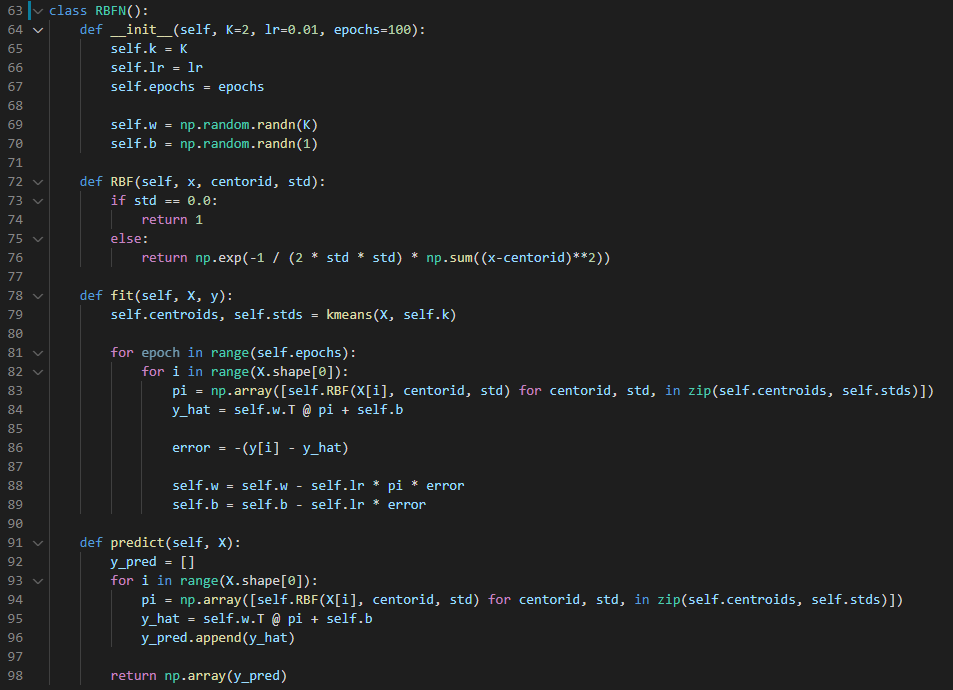 63 class RBFN():
64     def __init__(self, K=2, lr=0.01, epochs=100):
65         self.k = K
66         self.lr = lr
67         self.epochs = epochs
68
69         self.w = np.random.randn(K)
70         self.b = np.random.randn(1)
71
72     def RBF(self, x, centorid, std):
73         if std == 0.0:
74             return 1
75         else:
76             return np.exp(-1 / (2 * std * std) * np.sum((x-centorid)**2))
77
78     def fit(self, X, y):
79         self.centroids, self.stds = kmeans(X, self.k)
80
81         for epoch in range(self.epochs):
82             for i in range(X.shape[0]):
83                 pi = np.array([self.RBF(X[i], centorid, std) for centorid, std, in zip(self.centroids, self.stds)])
84                 y_hat = self.w.T @ pi + self.b
85
86                 error = -(y[i] - y_hat)
87
88                 self.w = self.w - self.lr * pi * error
89                 self.b = self.b - self.lr * error
90
91     def predict(self, X):
92         y_pred = []
93         for i in range(X.shape[0]):
94             pi = np.array([self.RBF(X[i], centorid, std) for centorid, std, in zip(self.centroids, self.stds)])
95             y_hat = self.w.T @ pi + self.b
96             y_pred.append(y_hat)
97
98         return np.array(y_pred)